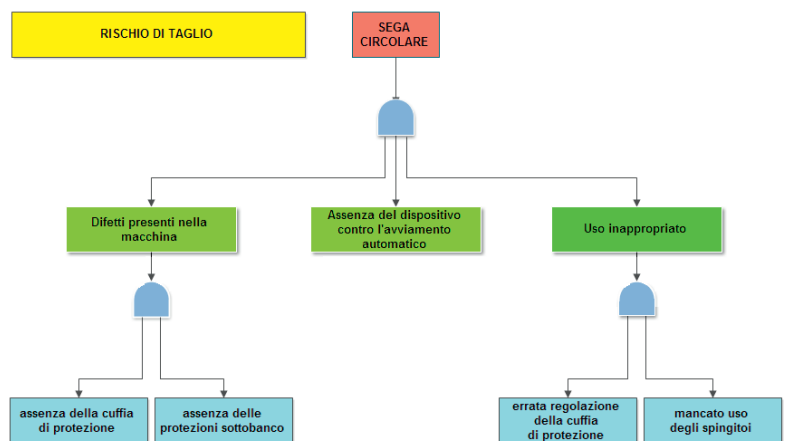 RISCHIO DI TAGLIO
SEGA
CIRCOLARE
Difetti presenti nella
macchina
Assenza del dispositivo
contro l'avviamento
automatico
Uso inappropriato
assenza della cuffia
di protezione
assenza delle
protezioni sottobanco
errata regolazione
della cuffia
di protezione
mancato uso
degli spingitoi